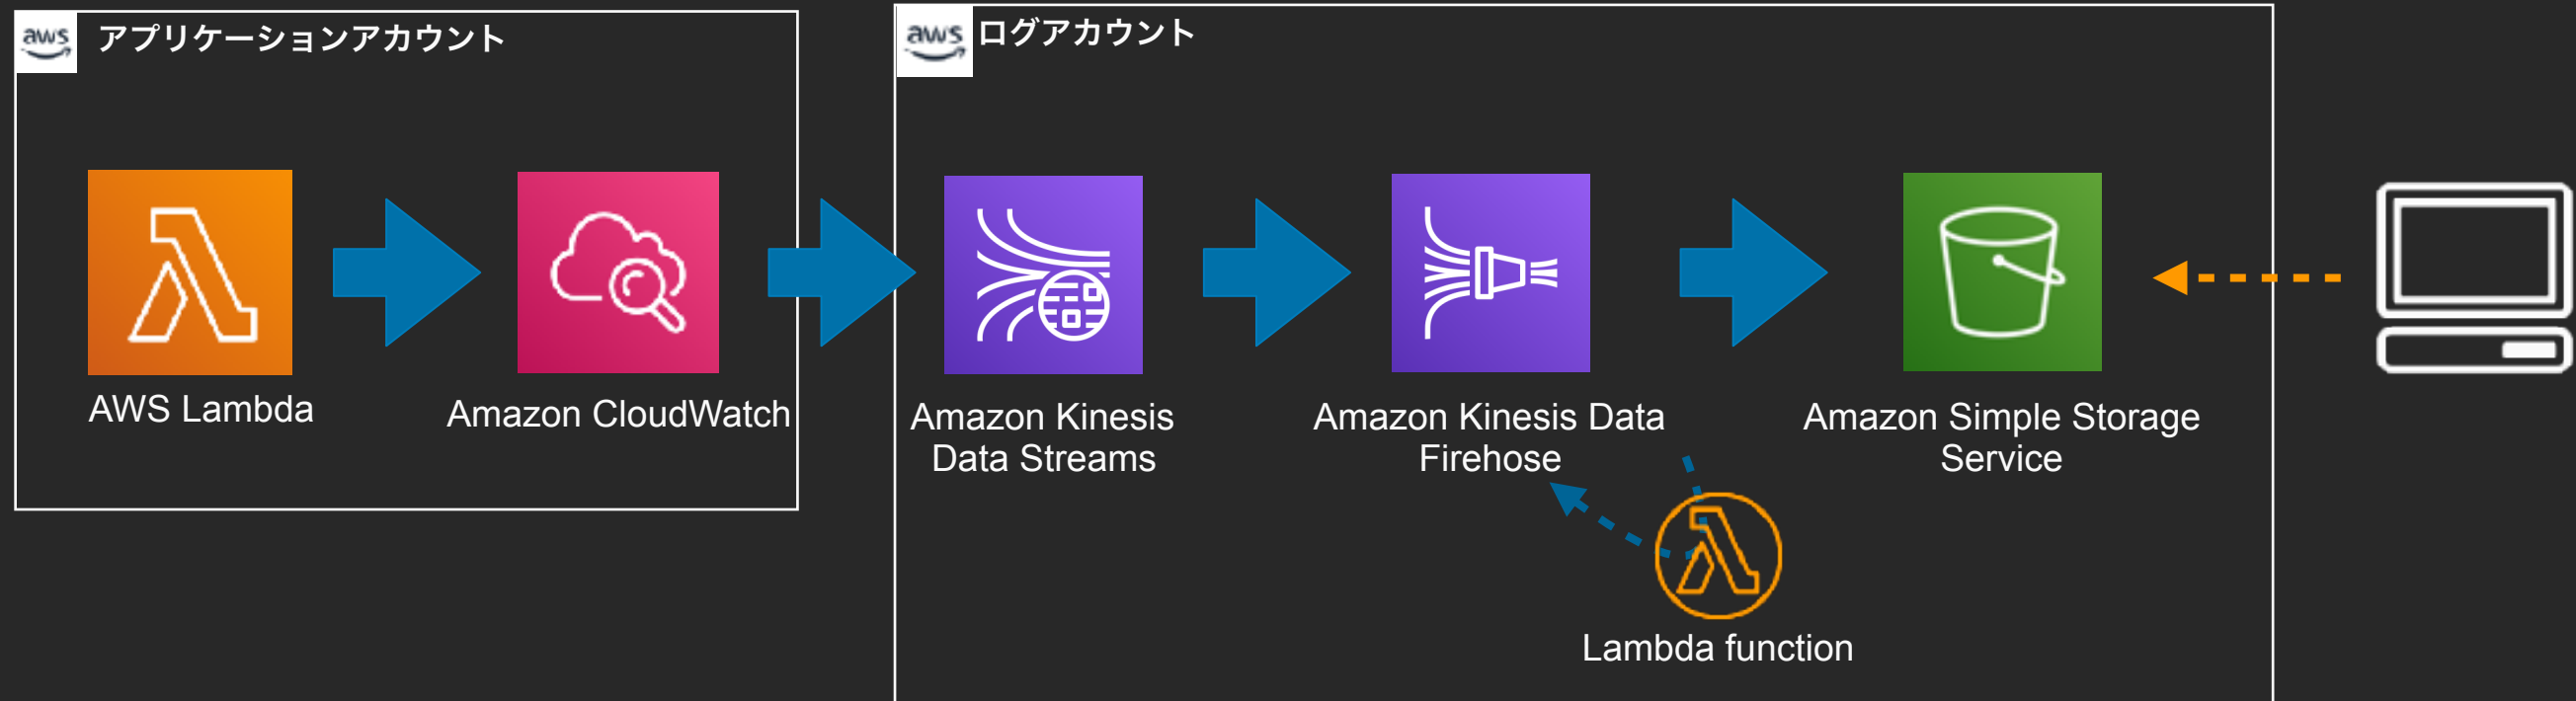 aws アプリケーションアカウント
aws ログアカウント
AWS Lambda
Amazon CloudWatch
Amazon Kinesis
Data Streams
Amazon Kinesis Data
Firehose
Amazon Simple Storage
Service
Lambda function